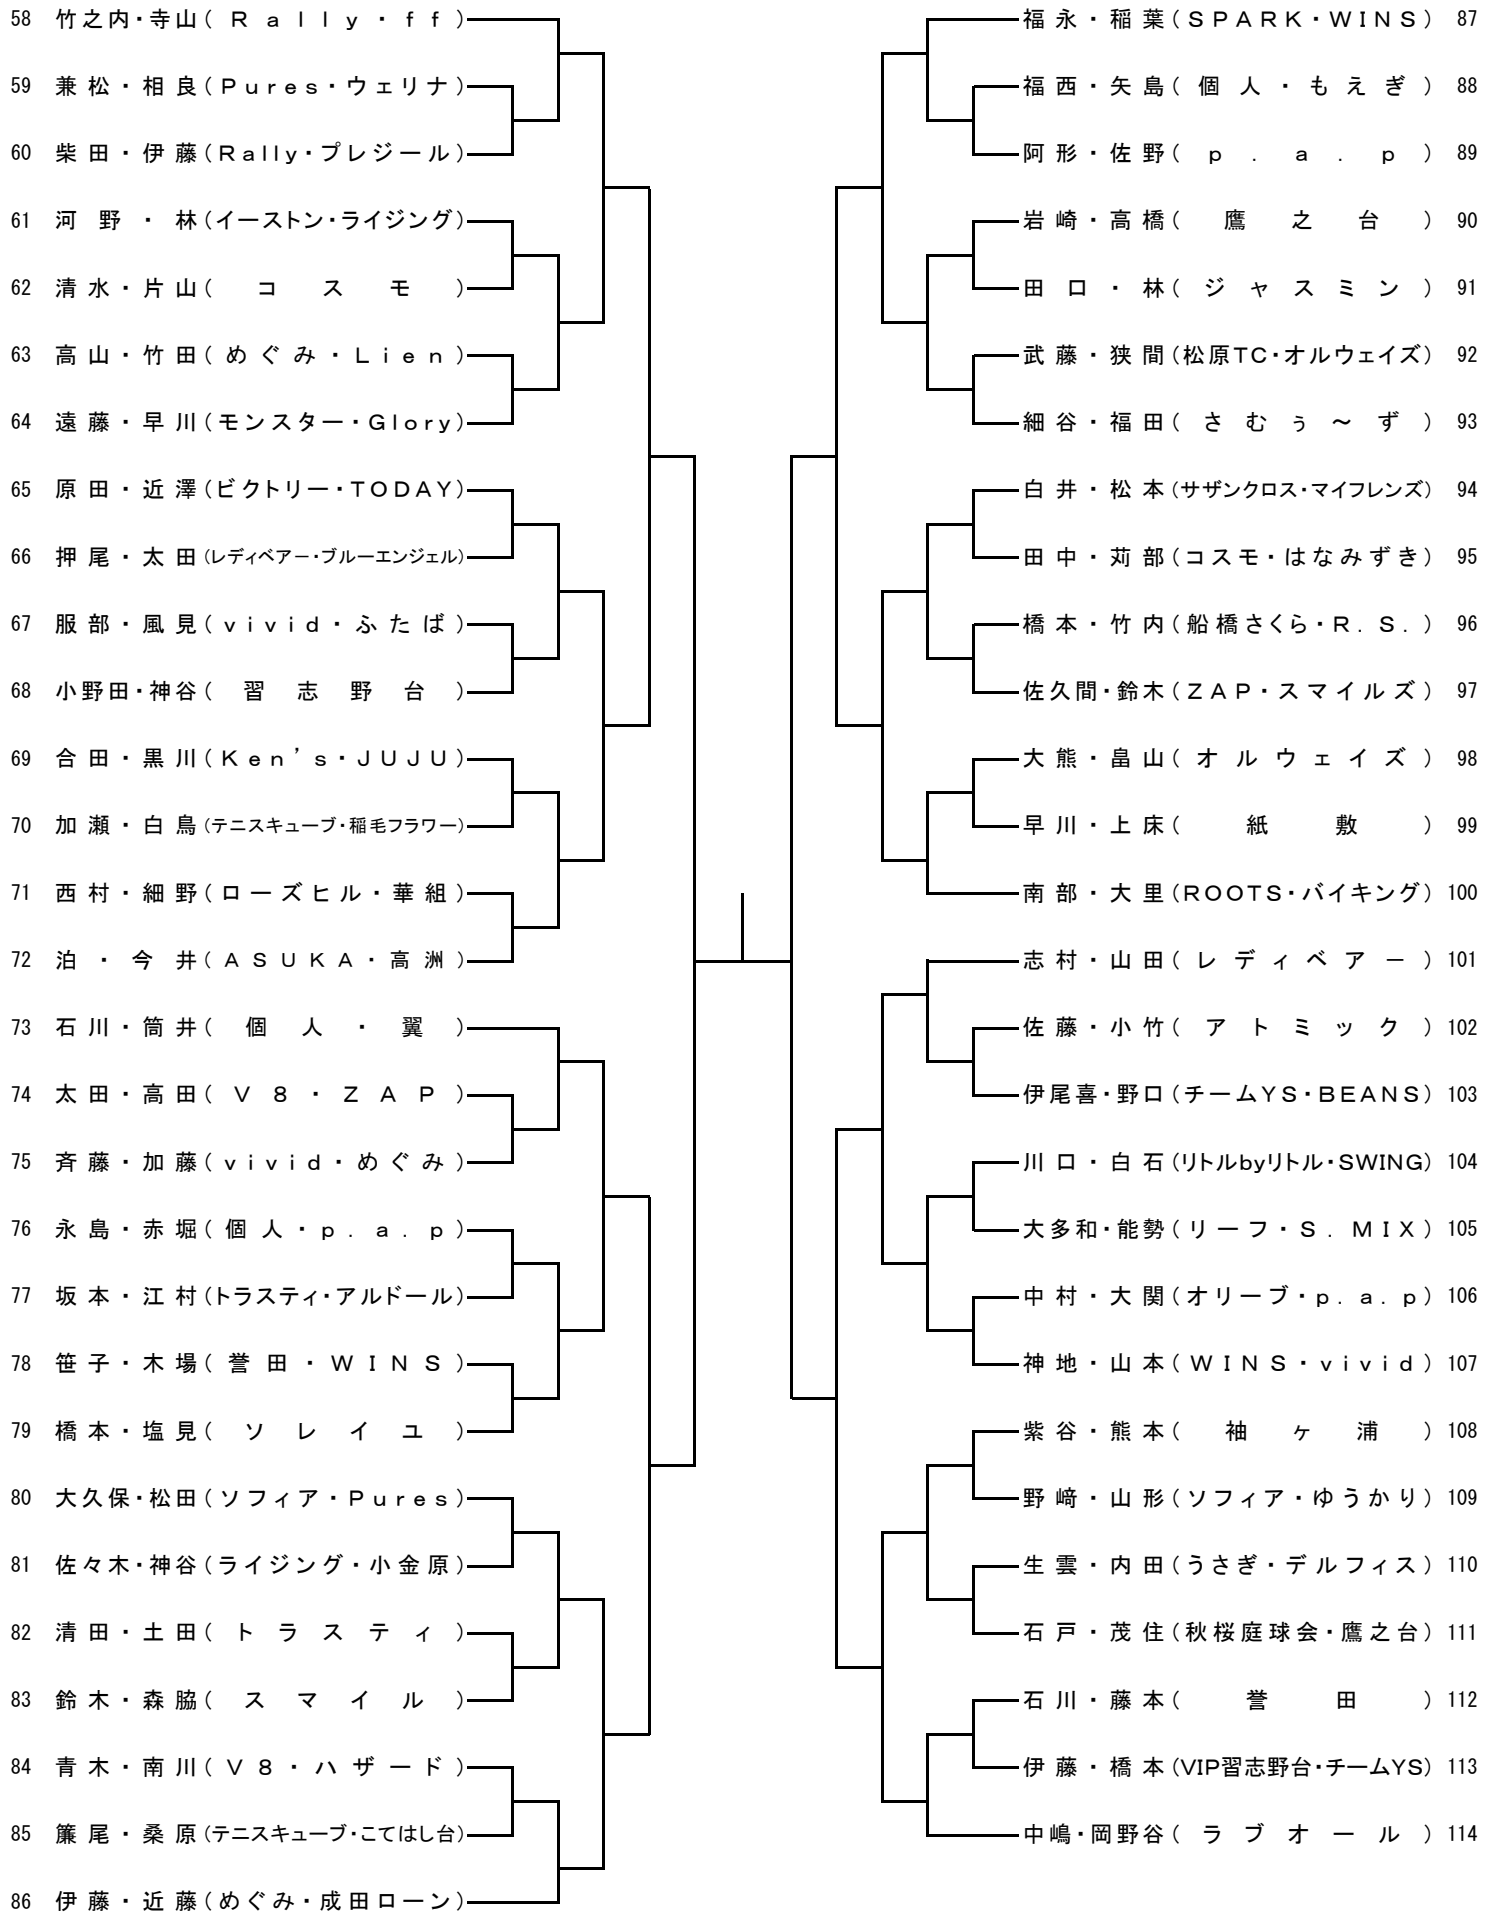 58 竹之内・寺山(Rally・ff)
59 兼松・相良(Pures・ウェリナ)
60 柴田・伊藤(Rally・プレジール)
61 河野・林(イーストン・ライジング)
62 清水・片山(コスモ)
63 高山・竹田(めぐみ・Lien)
64 遠藤・早川(モンスター・Glory)
65 原田・近澤(ビクトリー・TODAY)
66 押尾・太田(レディベアー・ブルーエンジェル)
67 服部・風見(vivid・ふたば)
68 小野田・神谷(習志野台)
69 合田・黒川(Ken's・JUJU)
70 加瀬・白鳥(テニスキューブ・稲毛フラワー)
71 西村・細野(ローズヒル・華組)
72 泊・今井(ASUKA・高洲)
73 石川・筒井(個人・翼)
74 太田・高田(V8・ZAP)
75 斉藤・加藤(vivid・めぐみ)
76 永島・赤堀(個人・p.a.p)
77 坂本・江村(トラスティ・アルドール)
78 笹子・木場(誉田・WINS)
79 橋本・塩見(ソレイユ)
80 大久保・松田(ソフィア・Pures)
81 佐々木・神谷(ライジング・小金原)
82 清田・土田(トラスティ)
83 鈴木・森脇(スマイル)
84 青木・南川(V8・ハザード)
85 簾尾・桑原(テニスキューブ・こてはし台)
86 伊藤・近藤(めぐみ・成田ローン)
福永・稲葉(SPARK・WINS) 87
福西・矢島(個人・もえぎ) 88
阿形・佐野(p.a.p) 89
岩崎・高橋(鷹之台) 90
田口・林(ジャスミン) 91
武藤・狭間(松原TC・オルウェイズ) 92
細谷・福田(さむぅ～ず) 93
白井・松本(サザンクロス・マイフレンズ) 94
田中・苅部(コスモ・はなみずき) 95
橋本・竹内(船橋さくら・R.S.) 96
佐久間・鈴木(ZAP・スマイルズ) 97
大熊・畠山(オルウェイズ) 98
早川・上床(紙敷) 99
南部・大里(ROOTS・バイキング) 100
志村・山田(レディベアー) 101
佐藤・小竹(アトミック) 102
伊尾喜・野口(チームYS・BEANS) 103
川口・白石(リトルbyリトル・SWING) 104
大多和・能勢(リーフ・S.MIX) 105
中村・大関(オリーブ・p.a.p) 106
神地・山本(WINS・vivid) 107
紫谷・熊本(袖ヶ浦) 108
野﨑・山形(ソフィア・ゆうかり) 109
生雲・内田(うさぎ・デルフィス) 110
石戸・茂住(秋桜庭球会・鷹之台) 111
石川・藤本(誉田) 112
伊藤・橋本(VIP習志野台・チームYS) 113
中嶋・岡野谷(ラブオール) 114